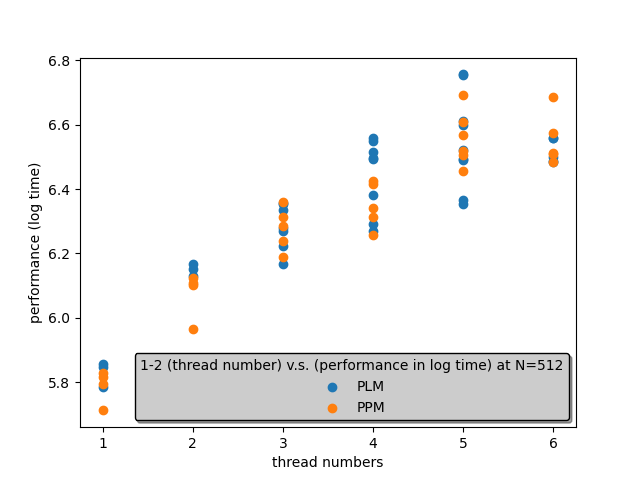 6.8
6.6
6.4
6.2
6.0
5.8
performance (log time)
1-2 (thread number) v.s. (performance in log time) at N=512
PLM
PPM
1 2 3 4 5 6
thread numbers